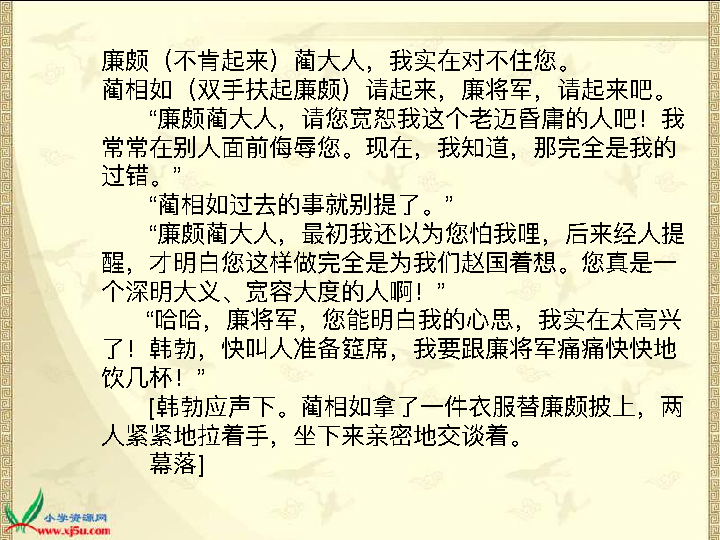 廉颇（不肯起来）蔺大人，我实在对不住您。
蔺相如（双手扶起廉颇）请起来，廉将军，请起来吧。
“廉颇蔺大人，请您宽恕我这个老迈昏庸的人吧！我
常常在别人面前侮辱您。现在，我知道，那完全是我的
过错。”
“蔺相如过去的事就别提了。”
“廉颇蔺大人，最初我还以为您怕我哩，后来经人提
醒，才明白您这样做完全是为我们赵国着想。您真是一
个深明大义、宽容大度的人啊！”
“哈哈，廉将军，您能明白我的心思，我实在太高兴
了！韩勃，快叫人准备筵席，我要跟廉将军痛痛快快地
饮几杯！”
[韩勃应声下。蔺相如拿了一件衣服替廉颇披上，两
人紧紧地拉着手，坐下来亲密地交谈着。
幕落]
小学资源网
www.xj5u.com